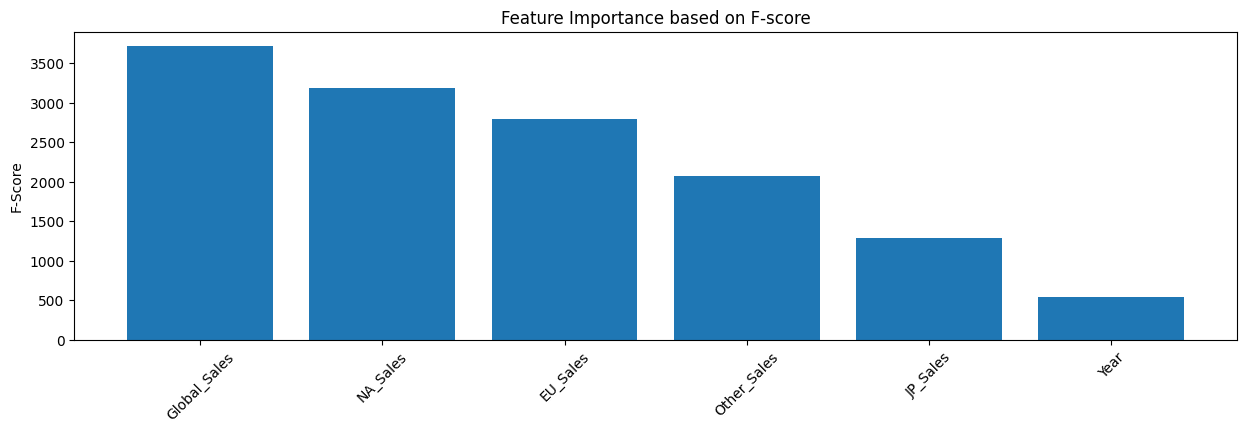 Feature Importance based on F-score
F-Score
3500
3000
2500
2000
1500
1000
500
0
Global_Sales
NA_Sales
EU_Sales
Other_Sales
JP_Sales
Year